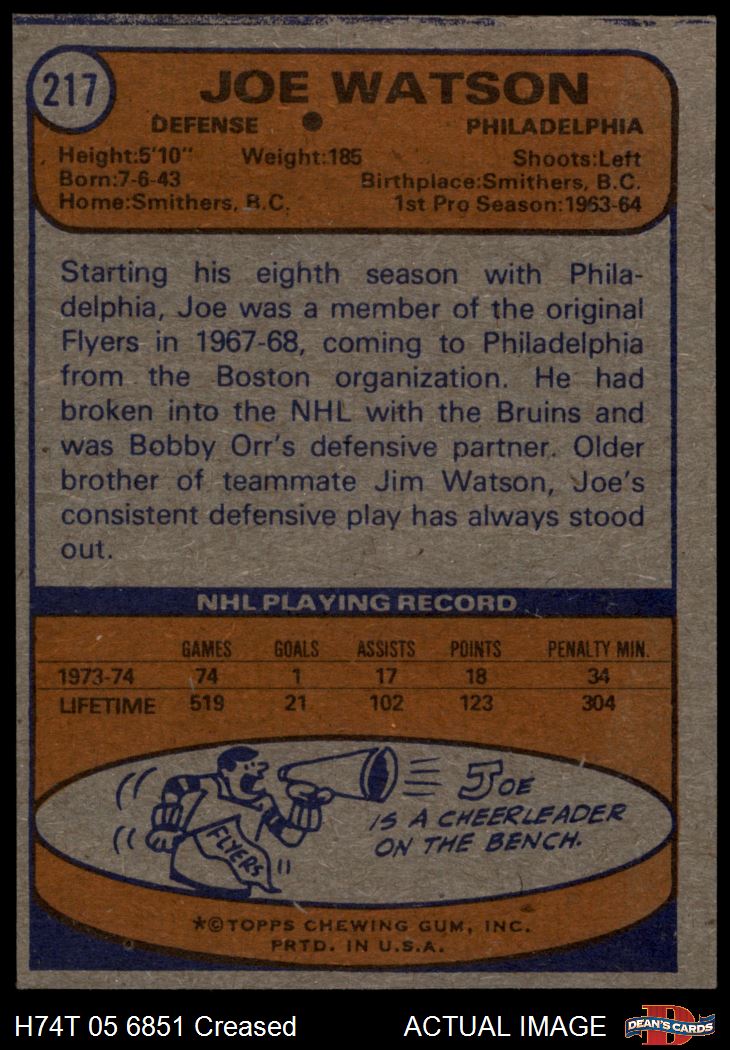 217
JOE WATSON
DEFENSE PHILADELPHIA
Height:5'10" Weight:185 Shoots:Left
Born:7-6-43 Birthplace:Smithers, B.C.
Home:Smithers, B.C. 1st Pro Season:1963-64
Starting his eighth season with Phila-
delphia, Joe was a member of the original
Flyers in 1967-68, coming to Philadelphia
from the Boston organization. He had
broken into the NHL with the Bruins and
was Bobby Orr's defensive partner. Older
brother of teammate Jim Watson, Joe's
consistent defensive play has always stood
out.
NHL PLAYING RECORD
GAMES GOALS ASSISTS POINTS PENALTY MIN.
1973-74 74 1 17 18 34
LIFETIME 519 21 102 123 304
JOE
IS A CHEERLEADER
ON THE BENCH.
FLYERS
*©TOPPS CHEWING GUM, INC.
PRTD. IN U.S.A.
H74T 05 6851 Creased ACTUAL IMAGE
DEAN'S CARDS